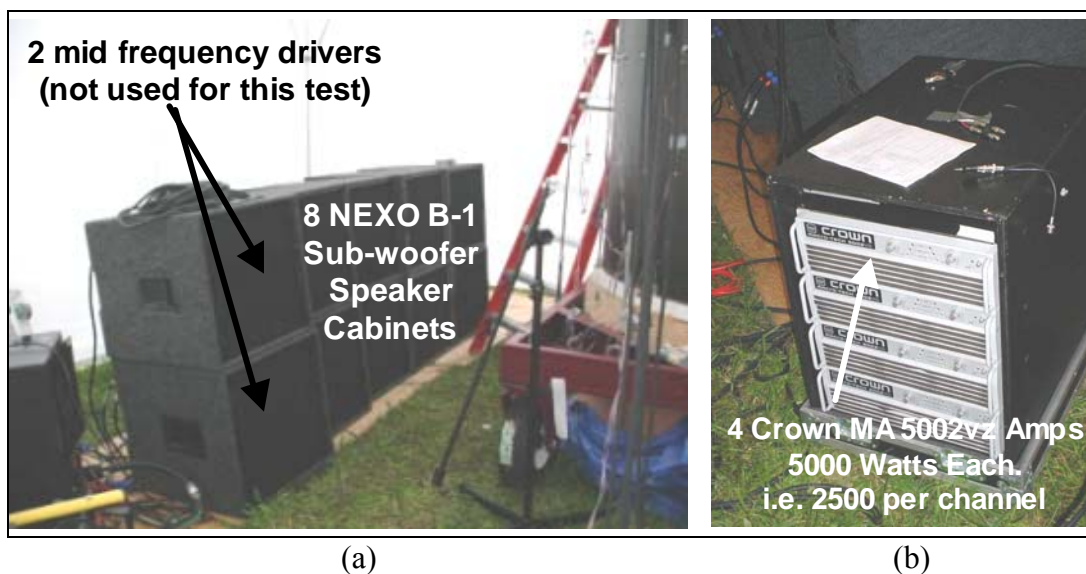 2 mid frequency drivers
(not used for this test)
8 NEXO B-1
Sub-woofer
Speaker
Cabinets
crown
crown
crown
crown
4 Crown MA 5002vz Amps
5000 Watts Each.
i.e. 2500 per channel
(a)
(b)